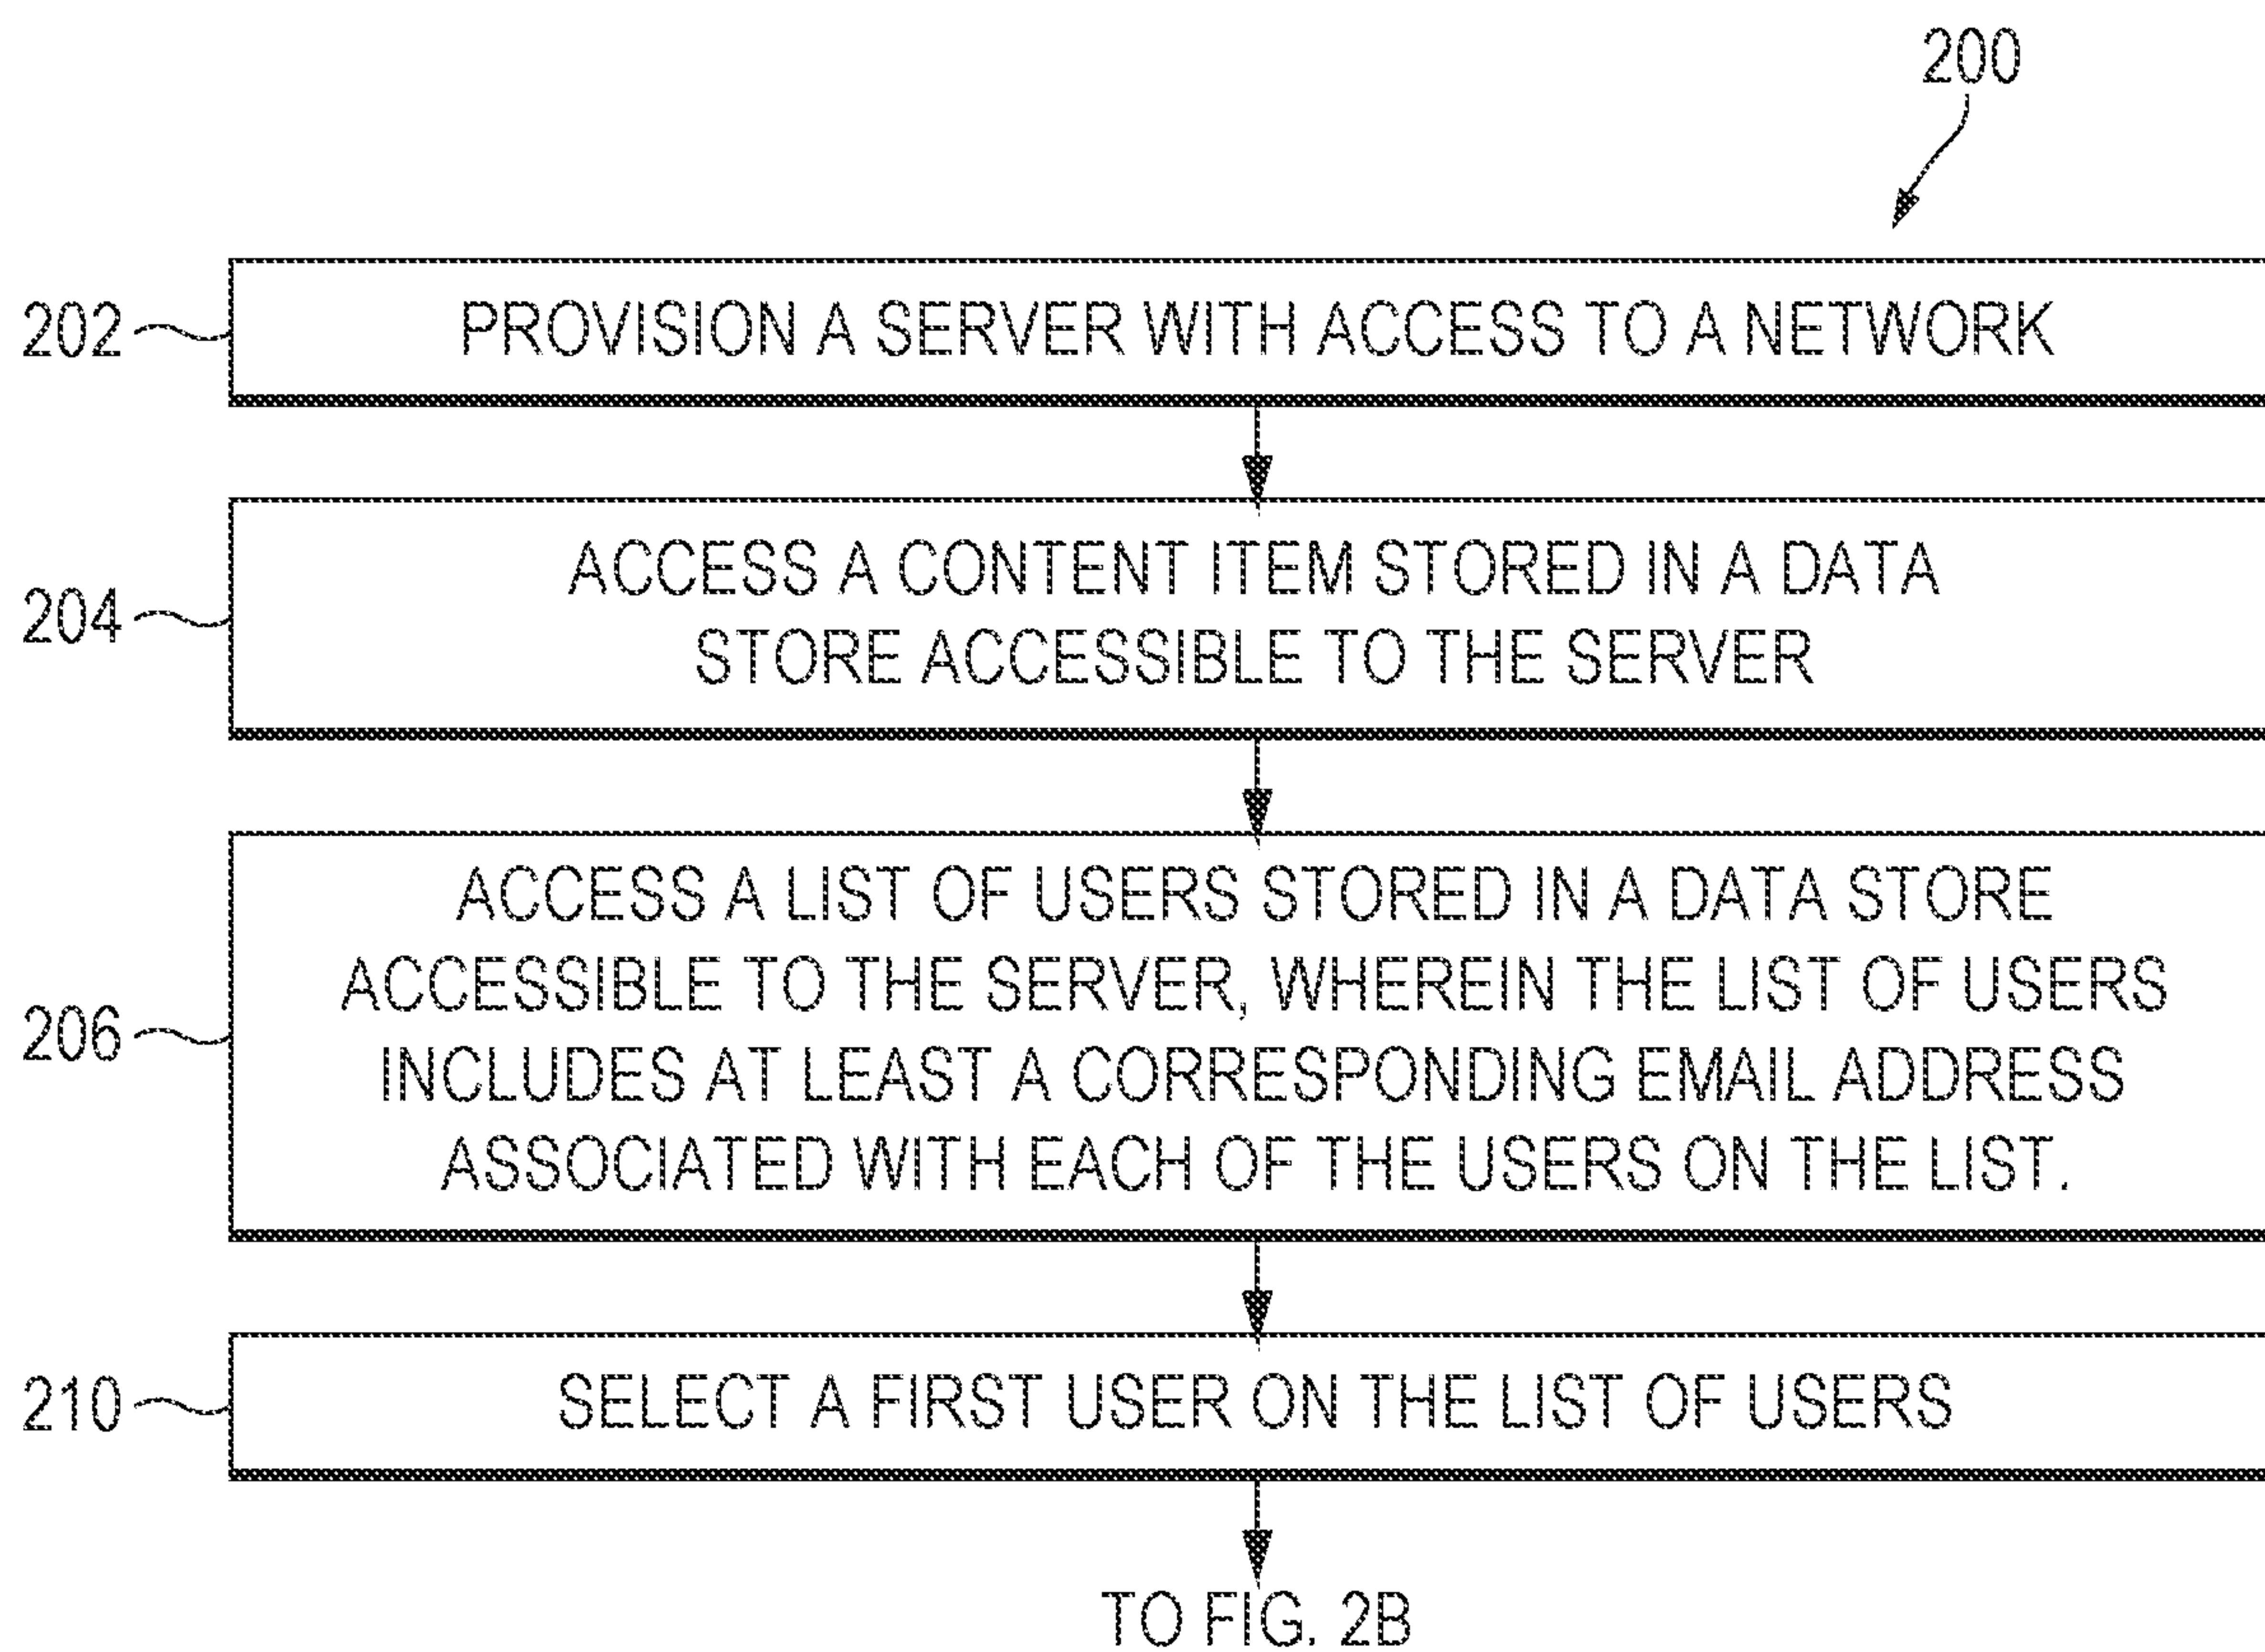 200
202
PROVISION A SERVER WITH ACCESS TO A NETWORK
204
ACCESS A CONTENT ITEM STORED IN A DATA
STORE ACCESSIBLE TO THE SERVER
206
ACCESS A LIST OF USERS STORED IN A DATA STORE
ACCESSIBLE TO THE SERVER, WHEREIN THE LIST OF USERS
INCLUDES AT LEAST A CORRESPONDING EMAIL ADDRESS
ASSOCIATED WITH EACH OF THE USERS ON THE LIST.
210
SELECT A FIRST USER ON THE LIST OF USERS
TO FIG. 2B